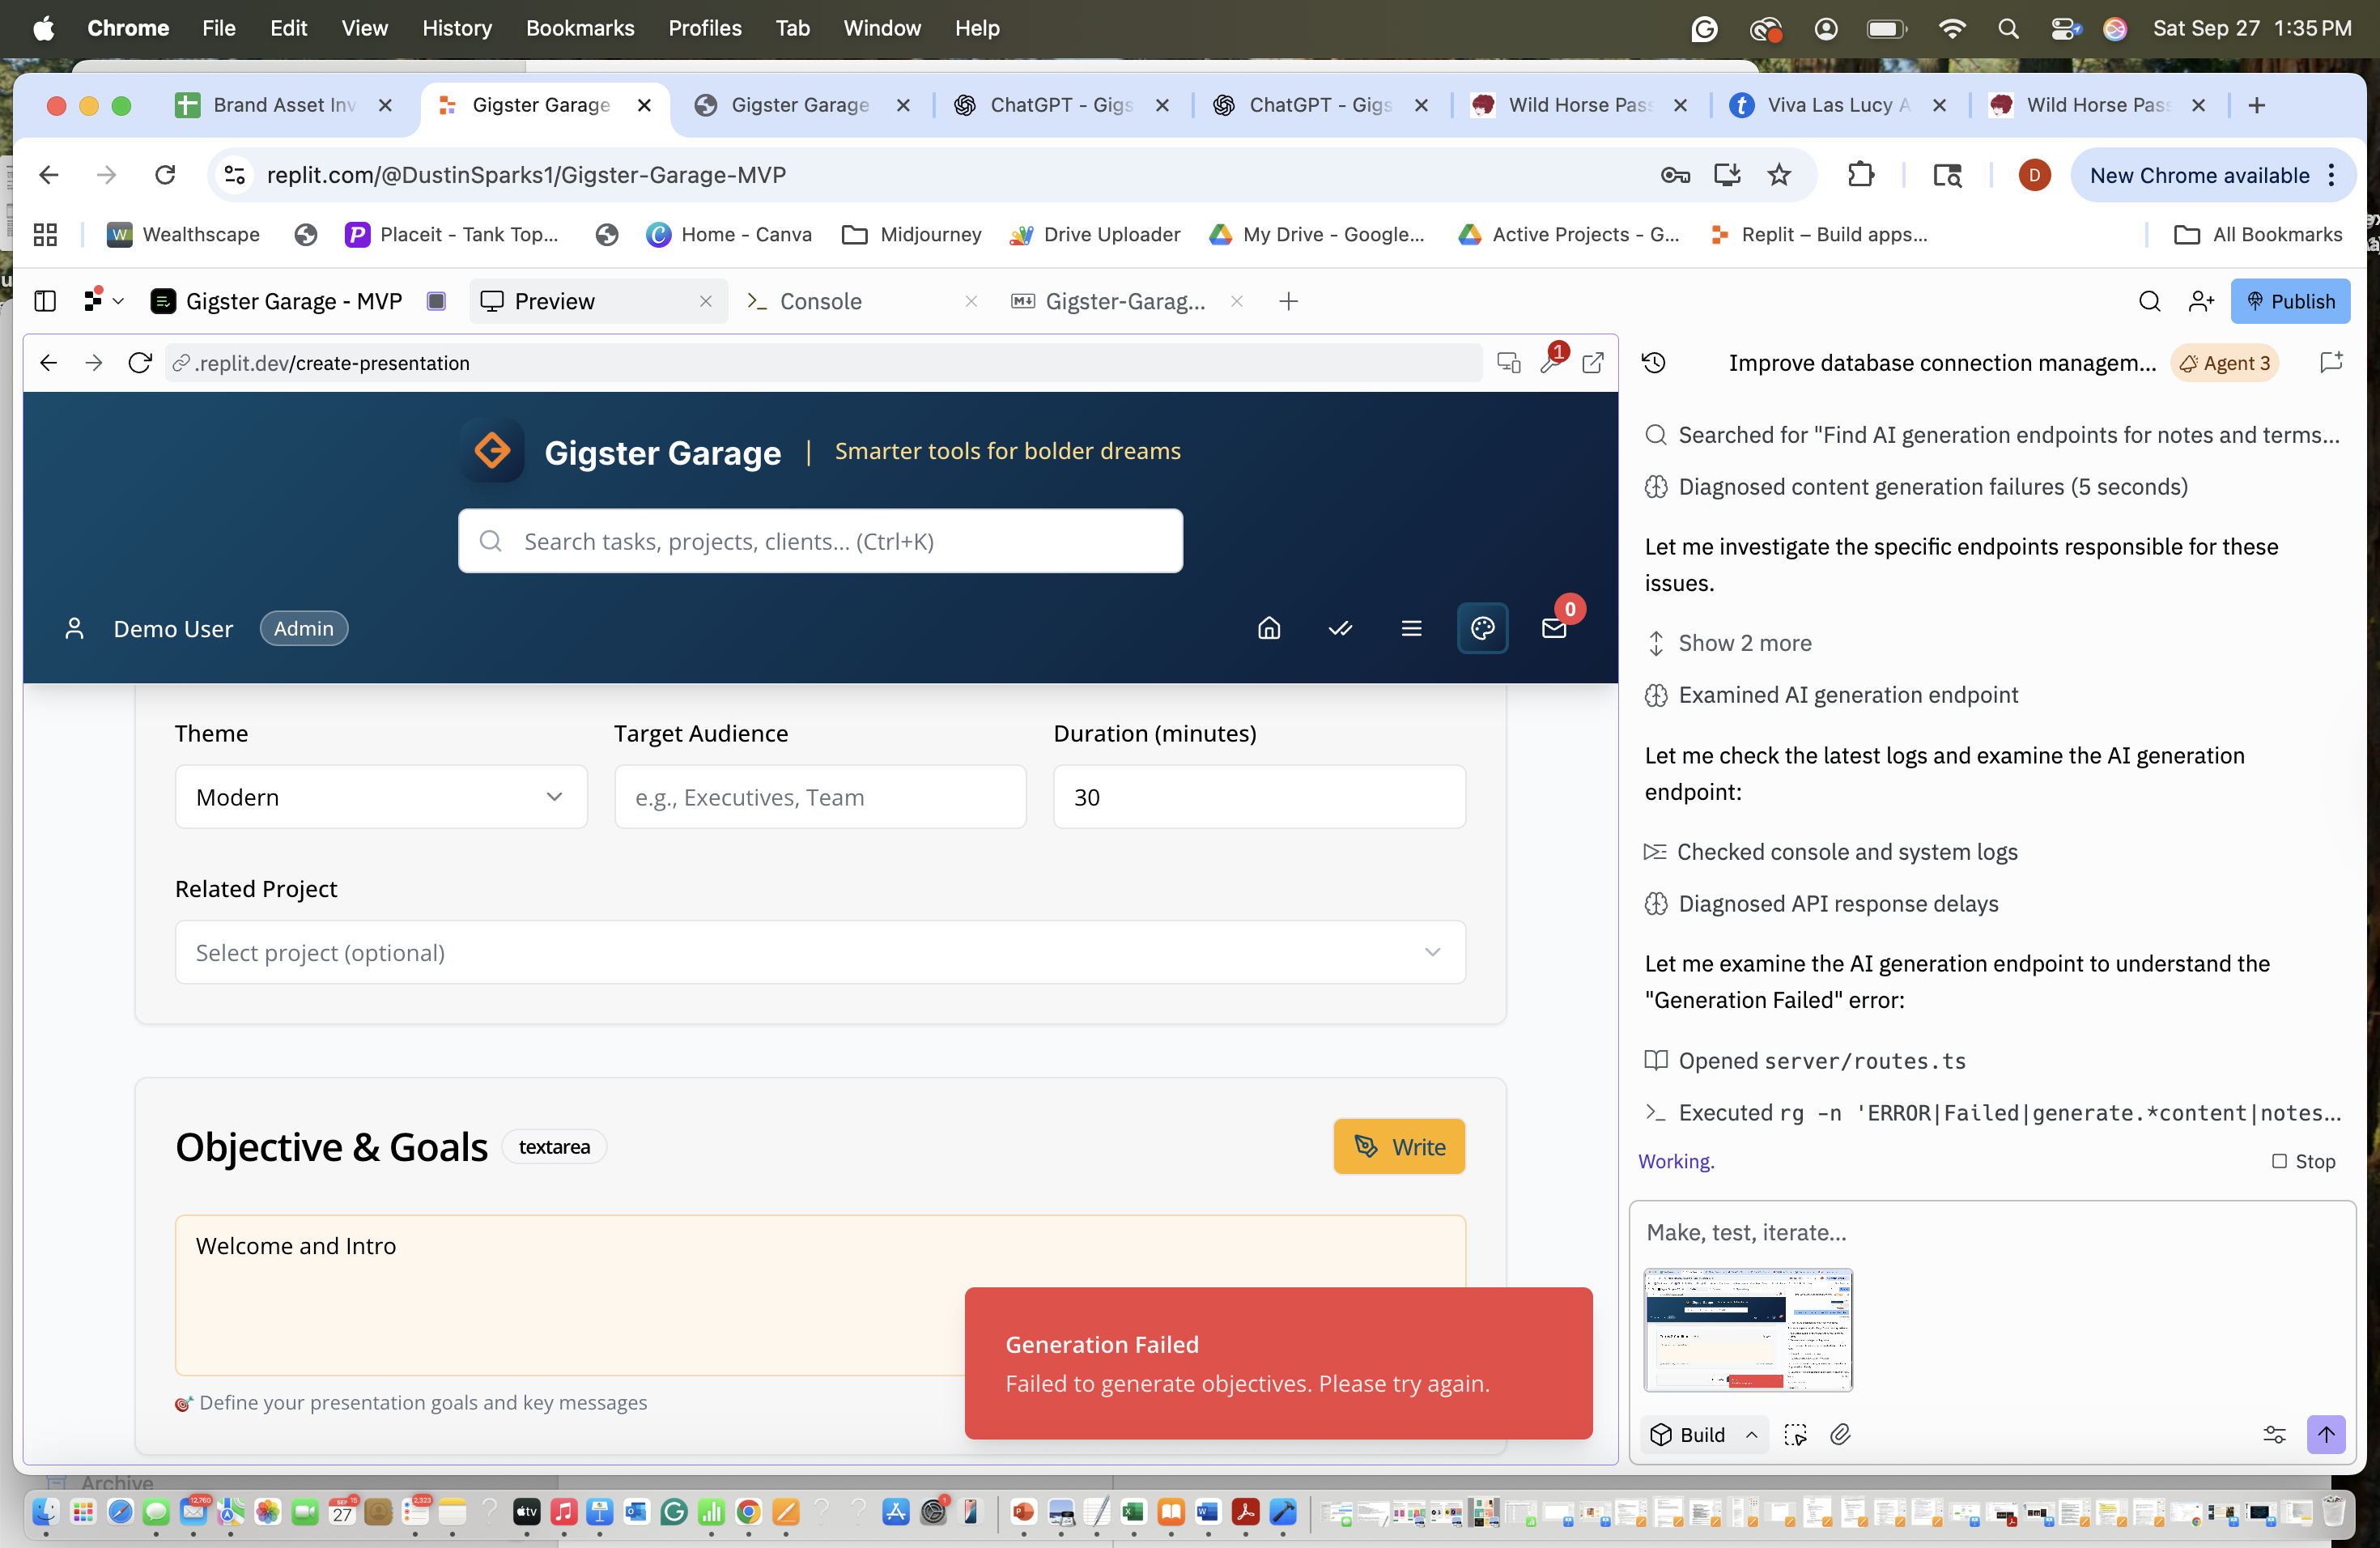 Chrome File Edit View History Bookmarks Profiles Tab Window Help Sat Sep 27 1:35 PM
Brand Asset Inv Gigster Garage Gigster Garage ChatGPT - Gigs ChatGPT - Gigs Wild Horse Pass Viva Las Lucy A Wild Horse Pass
replit.com/@DustinSparks1/Gigster-Garage-MVP D New Chrome available
W Wealthscape P Placeit - Tank Top... C Home - Canva Midjourney Drive Uploader My Drive - Google... Active Projects - G... Replit – Build apps... All Bookmarks
Gigster Garage - MVP Preview Console Gigster-Garag... Publish
.replit.dev/create-presentation 1
Gigster Garage | Smarter tools for bolder dreams
Search tasks, projects, clients... (Ctrl+K)
Demo User Admin 0
Theme Target Audience Duration (minutes)
Modern e.g., Executives, Team 30
Related Project
Select project (optional)
Objective & Goals textarea Write
Welcome and Intro
Define your presentation goals and key messages
Generation Failed
Failed to generate objectives. Please try again.
Improve database connection managem... Agent 3
Searched for "Find AI generation endpoints for notes and terms...
Diagnosed content generation failures (5 seconds)
Let me investigate the specific endpoints responsible for these
issues.
Show 2 more
Examined AI generation endpoint
Let me check the latest logs and examine the AI generation
endpoint:
Checked console and system logs
Diagnosed API response delays
Let me examine the AI generation endpoint to understand the
"Generation Failed" error:
Opened server/routes.ts
Executed rg -n 'ERROR|Failed|generate.*content|notes...
Working. Stop
Make, test, iterate...
Build
Archive
12,760 SEP 27 2,323 tv 1